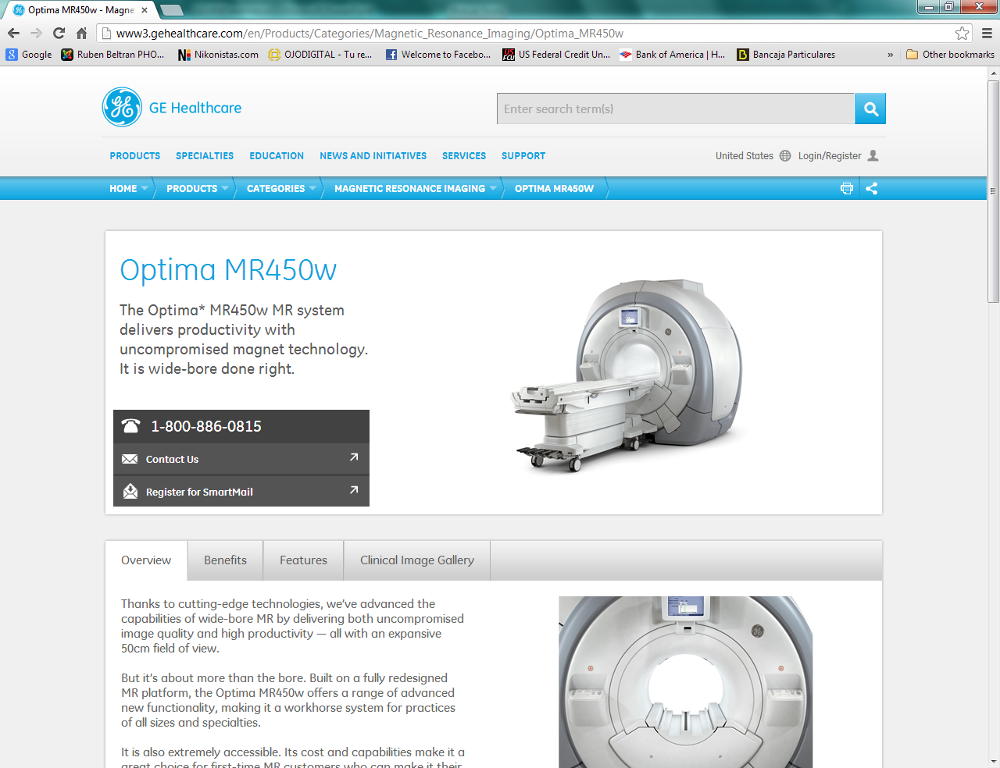 Optima MR450w - Magne
www3.gehealthcare.com/en/Products/Categories/Magnetic_Resonance_Imaging/Optima_MR450w
Google
Ruben Beltran PHO...
Nikonistas.com
OJODIGITAL - Tu re...
Welcome to Facebo...
US Federal Credit Un...
Bank of America | H...
Bancaja Particulares
»
Other bookmarks
GE Healthcare
Enter search term(s)
PRODUCTS SPECIALTIES EDUCATION NEWS AND INITIATIVES SERVICES SUPPORT
United States Login/Register
HOME PRODUCTS CATEGORIES MAGNETIC RESONANCE IMAGING OPTIMA MR450W
Optima MR450w
The Optima* MR450w MR system
delivers productivity with
uncompromised magnet technology.
It is wide-bore done right.
1-800-886-0815
Contact Us
Register for SmartMail
Overview Benefits Features Clinical Image Gallery
Thanks to cutting-edge technologies, we’ve advanced the
capabilities of wide-bore MR by delivering both uncompromised
image quality and high productivity — all with an expansive
50cm field of view.
But it’s about more than the bore. Built on a fully redesigned
MR platform, the Optima MR450w offers a range of advanced
new functionality, making it a workhorse system for practices
of all sizes and specialties.
It is also extremely accessible. Its cost and capabilities make it a
great choice for first-time MR customers who can make it their